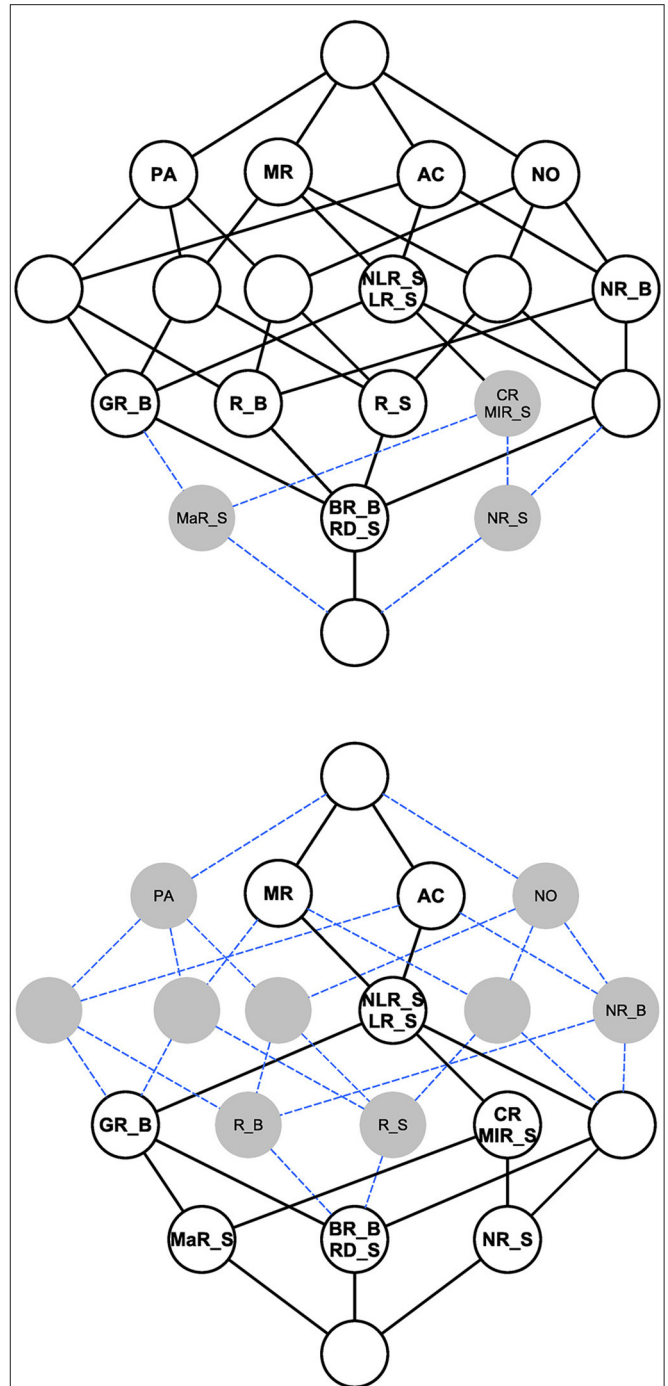 PA
MR
AC
NO
NLR_S
LR_S
NR_B
GR_B
R_B
R_S
CR
MIR_S
MaR_S
BR_B
RD_S
NR_S
PA
MR
AC
NO
NLR_S
LR_S
NR_B
GR_B
R_B
R_S
CR
MIR_S
MaR_S
BR_B
RD_S
NR_S